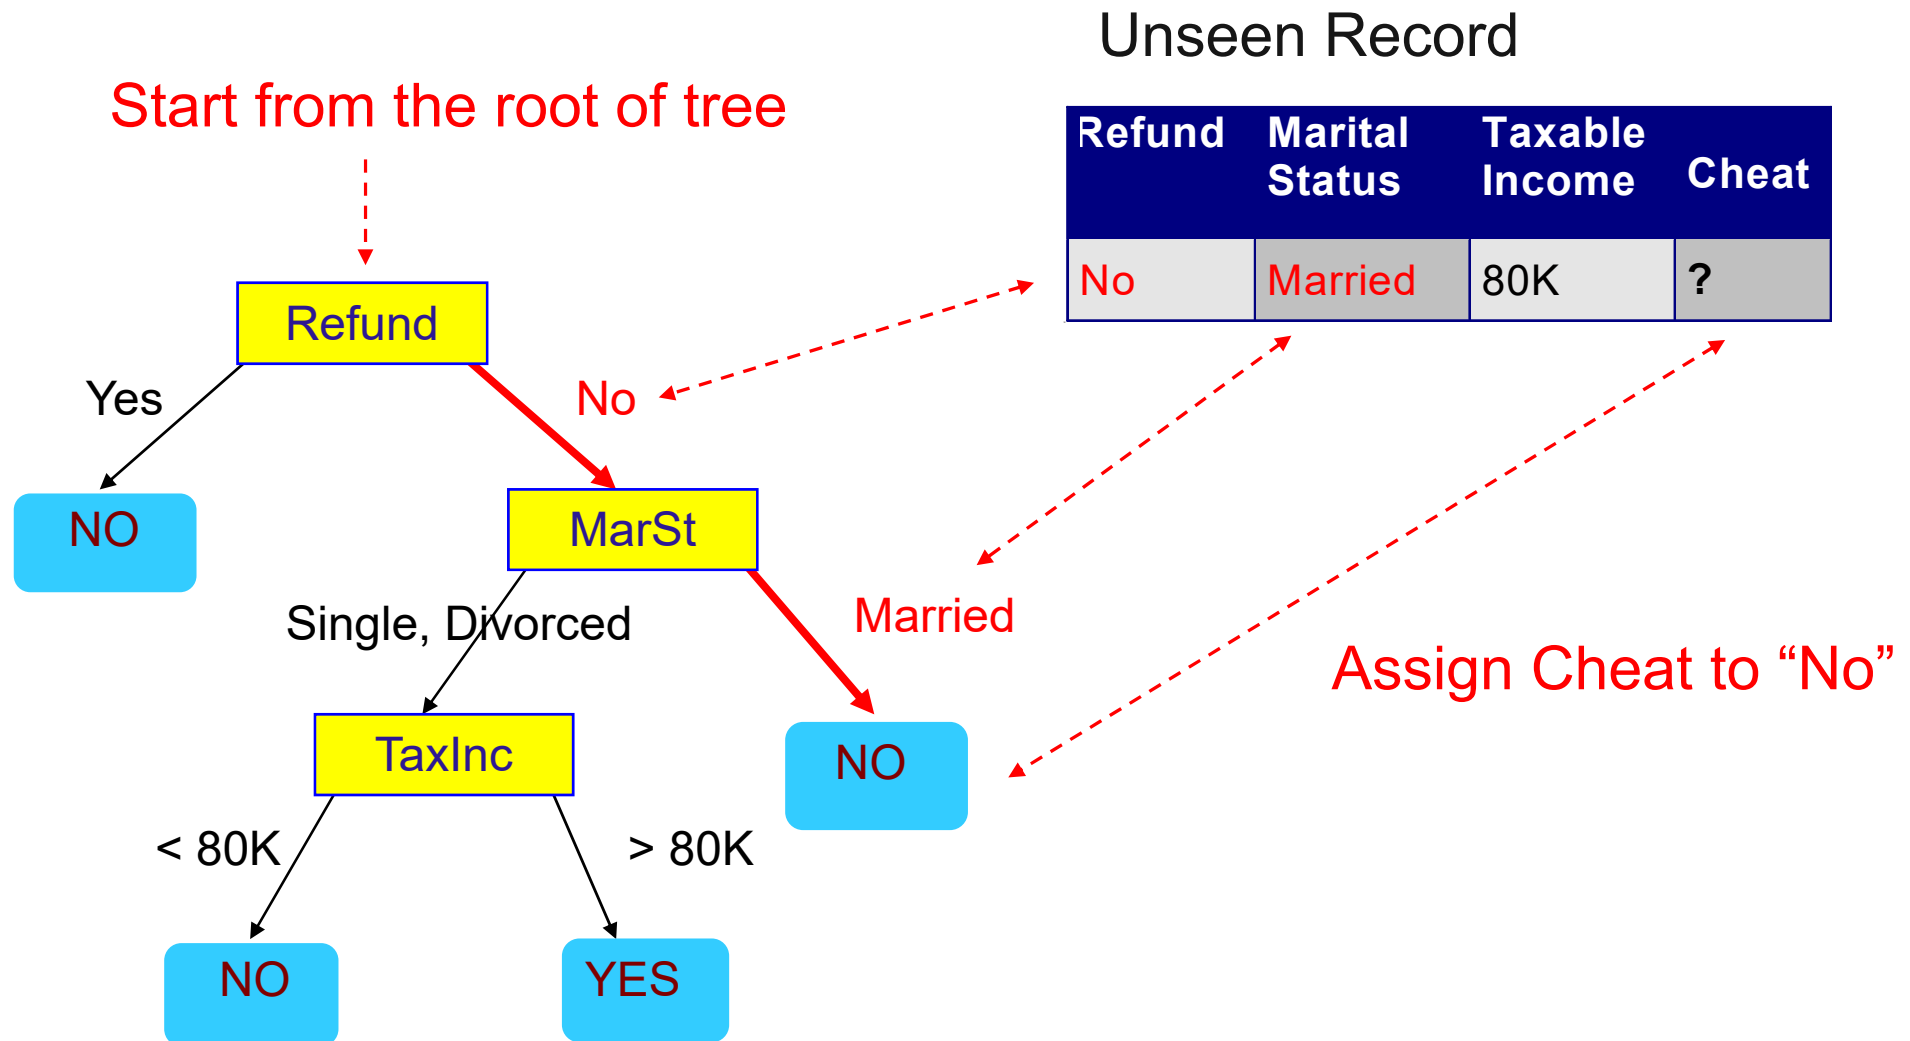 Unseen Record
Start from the root of tree
Refund Marital Status Taxable Income Cheat
No Married 80K ?
Refund
Yes
No
NO
MarSt
Single, Divorced
Married
Assign Cheat to “No”
TaxInc
NO
< 80K
> 80K
NO
YES